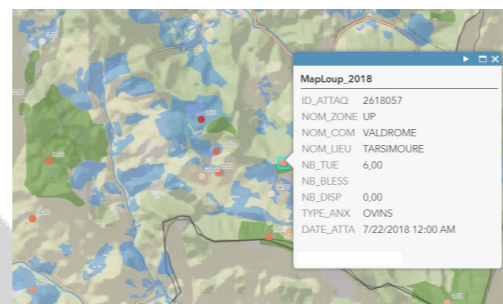 MapLoup_2018
ID_ATTAQ 2618057
NOM_ZONE UP
NOM_COM VALDROME
NOM_LIEU TARSIMOURE
NB_TUE 6,00
NB_BLESS
NB_DISP 0,00
TYPE_ANX OVINS
DATE_ATTA 7/22/2018 12:00 AM